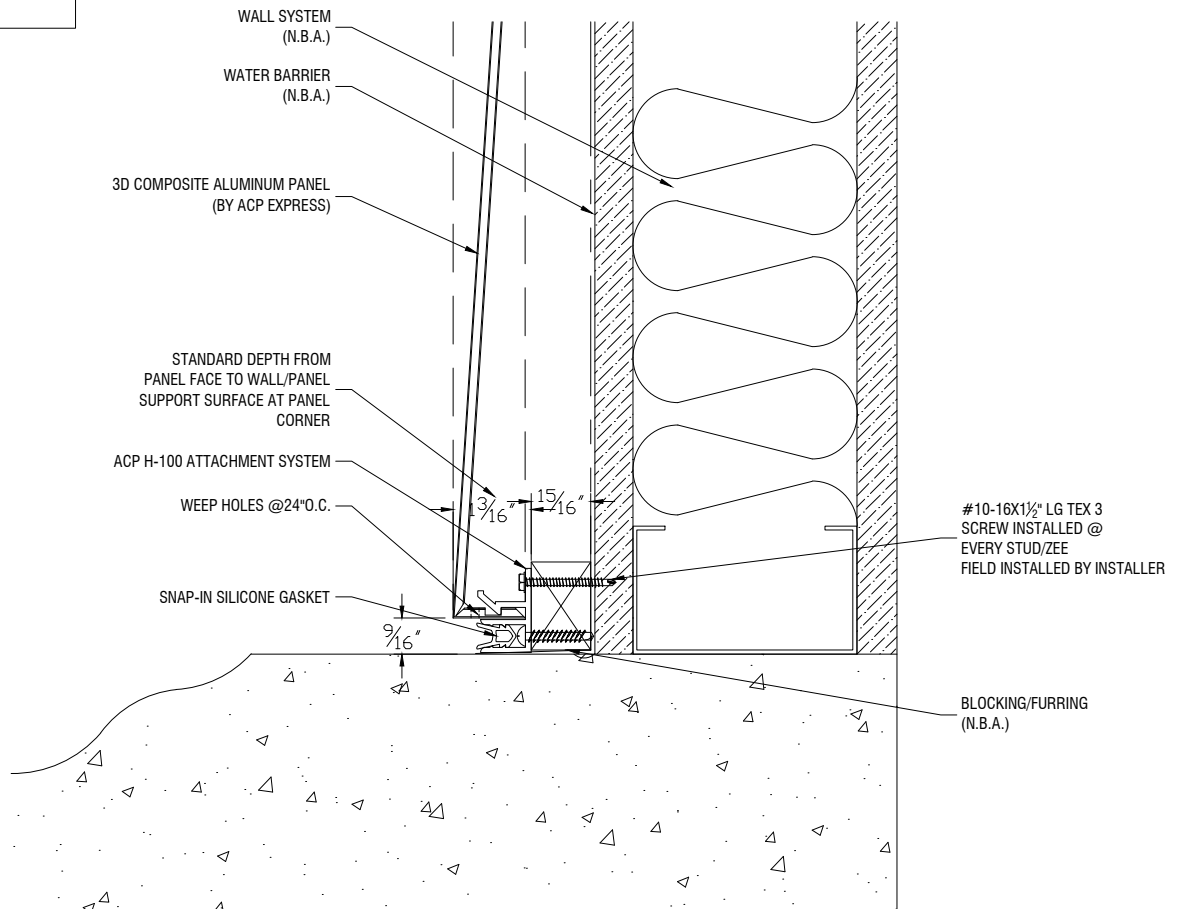 WALL SYSTEM
(N.B.A.)
WATER BARRIER
(N.B.A.)
3D COMPOSITE ALUMINUM PANEL
(BY ACP EXPRESS)
STANDARD DEPTH FROM
PANEL FACE TO WALL/PANEL
SUPPORT SURFACE AT PANEL
CORNER
ACP H-100 ATTACHMENT SYSTEM
WEEP HOLES @24"O.C.
SNAP-IN SILICONE GASKET
13/16"
15/16"
9/16"
#10-16X1½" LG TEX 3
SCREW INSTALLED @
EVERY STUD/ZEE
FIELD INSTALLED BY INSTALLER
BLOCKING/FURRING
(N.B.A.)